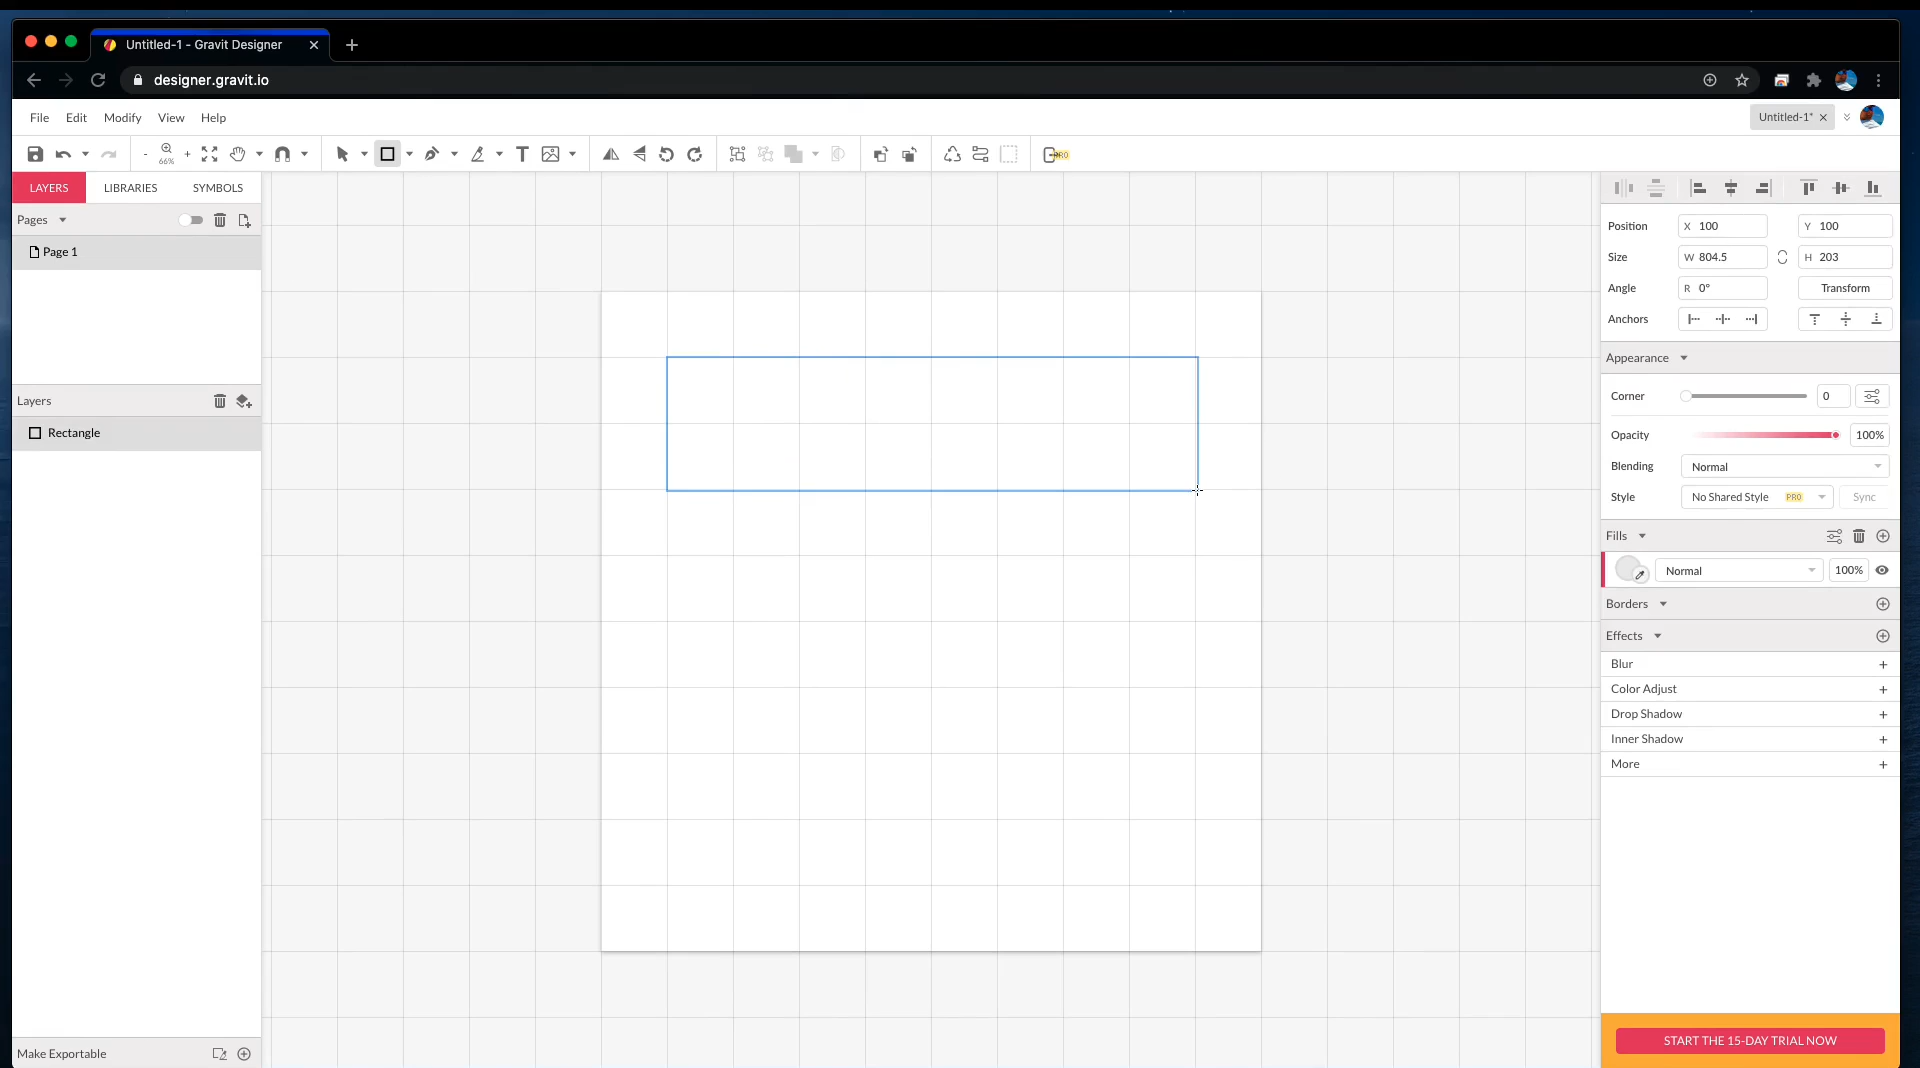 Untitled-1 - Gravit Designer
designer.gravit.io
File Edit Modify View Help
Untitled-1*
- 66% + T PRO
LAYERS LIBRARIES SYMBOLS
Pages
Page 1
Layers
Rectangle
Make Exportable
Position X 100 Y 100
Size W 804.5 H 203
Angle R 0° Transform
Anchors
Appearance
Corner 0
Opacity 100%
Blending Normal
Style No Shared Style PRO Sync
Fills
Normal 100%
Borders
Effects
Blur +
Color Adjust +
Drop Shadow +
Inner Shadow +
More +
START THE 15-DAY TRIAL NOW